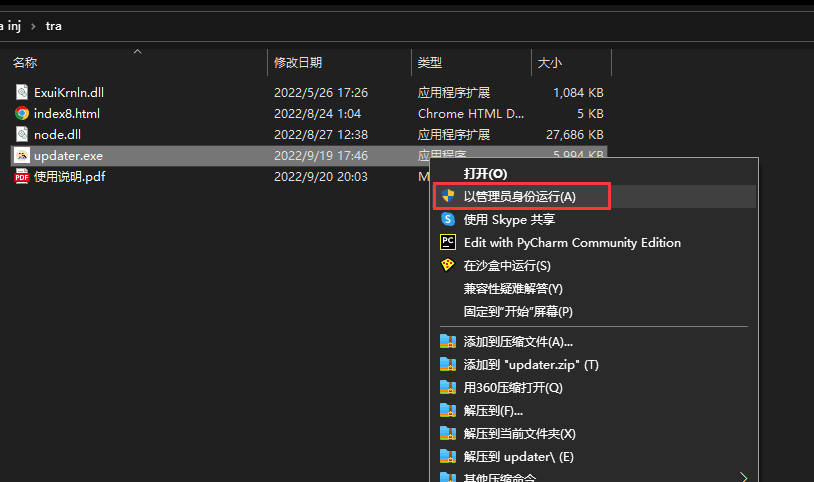 a inj > tra
名称 修改日期 类型 大小
ExuiKrnln.dll 2022/5/26 17:26 应用程序扩展 1,084 KB
index8.html 2022/8/24 1:04 Chrome HTML D... 5 KB
node.dll 2022/8/27 12:38 应用程序扩展 27,686 KB
updater.exe 2022/9/19 17:46 应用程序 5,994 KB
PDF 使用说明.pdf 2022/9/20 20:03 M
打开(O)
以管理员身份运行(A)
使用 Skype 共享
PC Edit with PyCharm Community Edition
在沙盒中运行(S)
兼容性疑难解答(Y)
固定到"开始"屏幕(P)
添加到压缩文件(A)...
添加到 "updater.zip" (T)
用360压缩打开(Q)
解压到(F)...
解压到当前文件夹(X)
解压到 updater\ (E)
其他压缩命令